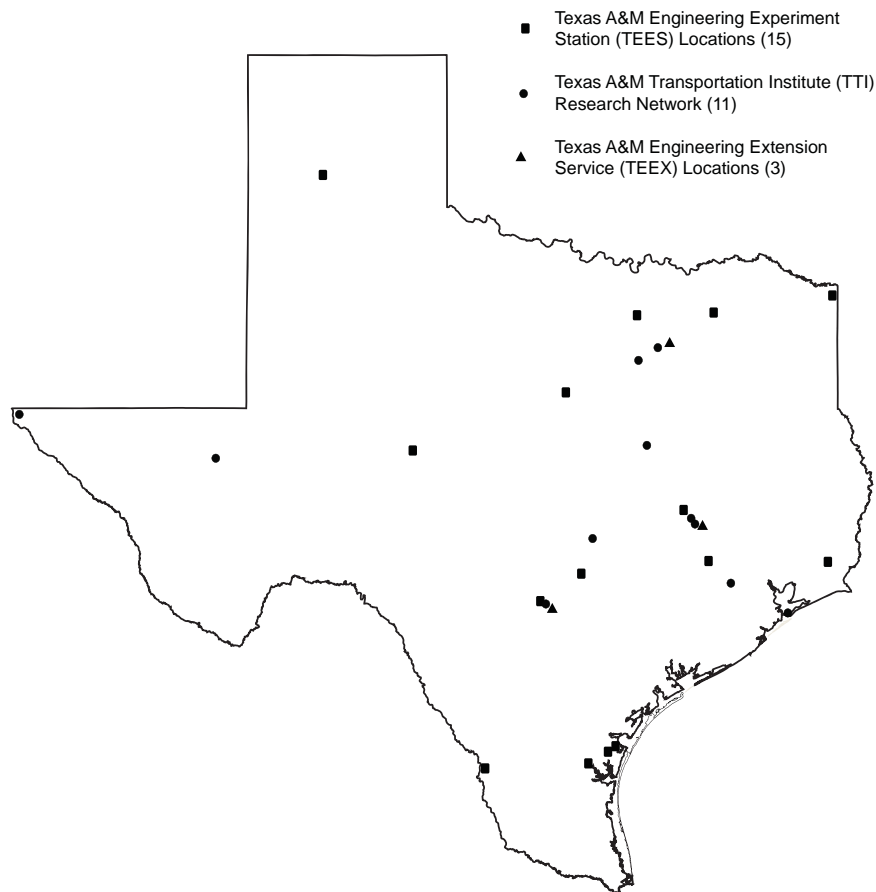 Texas A&M Engineering Experiment
Station (TEES) Locations (15)
Texas A&M Transportation Institute (TTI)
Research Network (11)
Texas A&M Engineering Extension
Service (TEEX) Locations (3)